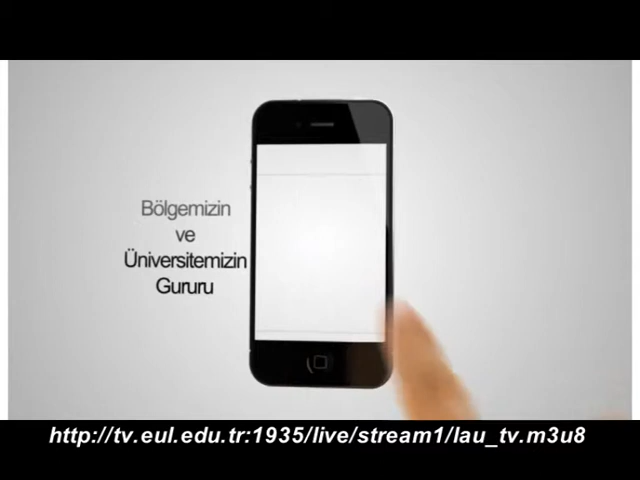 Bölgemizin
ve
Üniversitemizin
Gururu
http://tv.eul.edu.tr:1935/live/stream1/lau_tv.m3u8